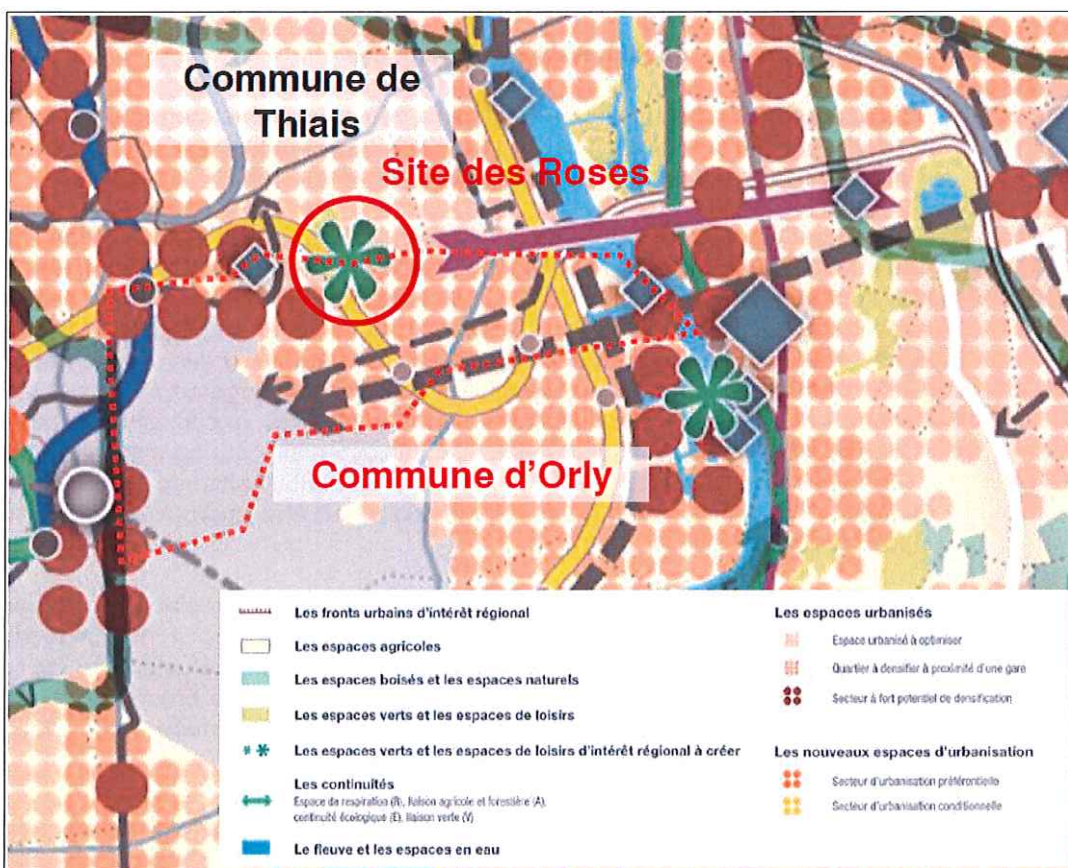 Commune de
Thiais
Site des Roses
Commune d'Orly
Les fronts urbains d'intérêt régional
Les espaces agricoles
Les espaces boisés et les espaces naturels
Les espaces verts et les espaces de loisirs
Les espaces verts et les espaces de loisirs d'intérêt régional à créer
Les continuités
Espace de respiration (R), liaison agricole et forestière (A),
continuité écologique (E), liaison verte (V)
Le fleuve et les espaces en eau
Les espaces urbanisés
Espace urbanisé à optimiser
Quartier à densifier à proximité d'une gare
Secteur à fort potentiel de densification
Les nouveaux espaces d'urbanisation
Secteur d'urbanisation préférentielle
Secteur d'urbanisation conditionnelle